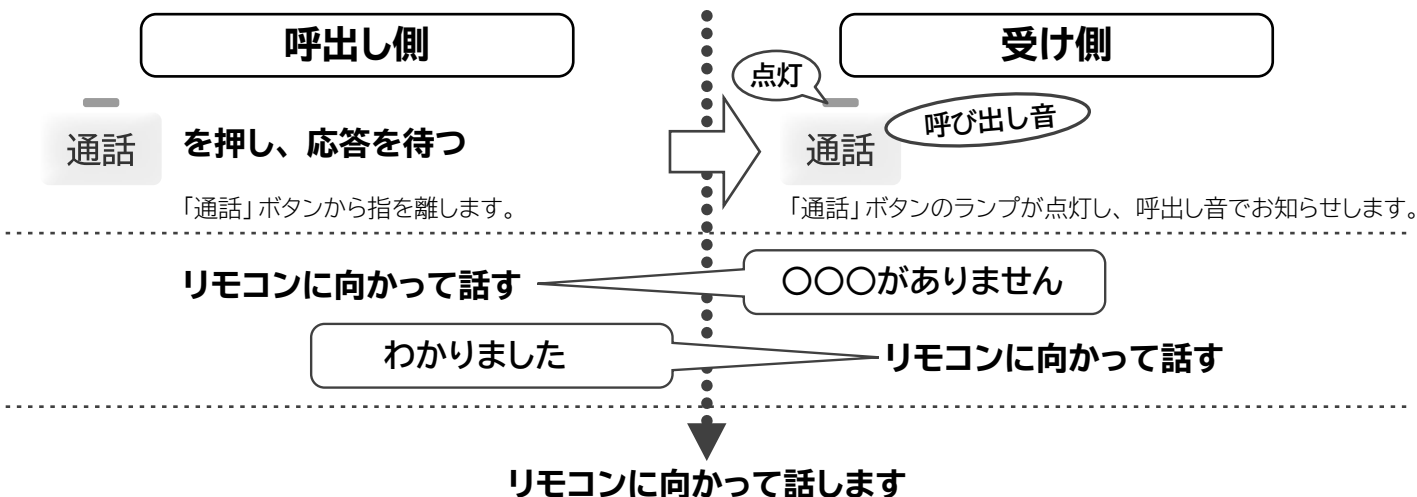 呼出し側
受け側
点灯
通話
を押し、応答を待つ
通話
呼び出し音
「通話」ボタンから指を離します。
「通話」ボタンのランプが点灯し、呼出し音でお知らせします。
リモコンに向かって話す
〇〇〇がありません
わかりました
リモコンに向かって話す
リモコンに向かって話します